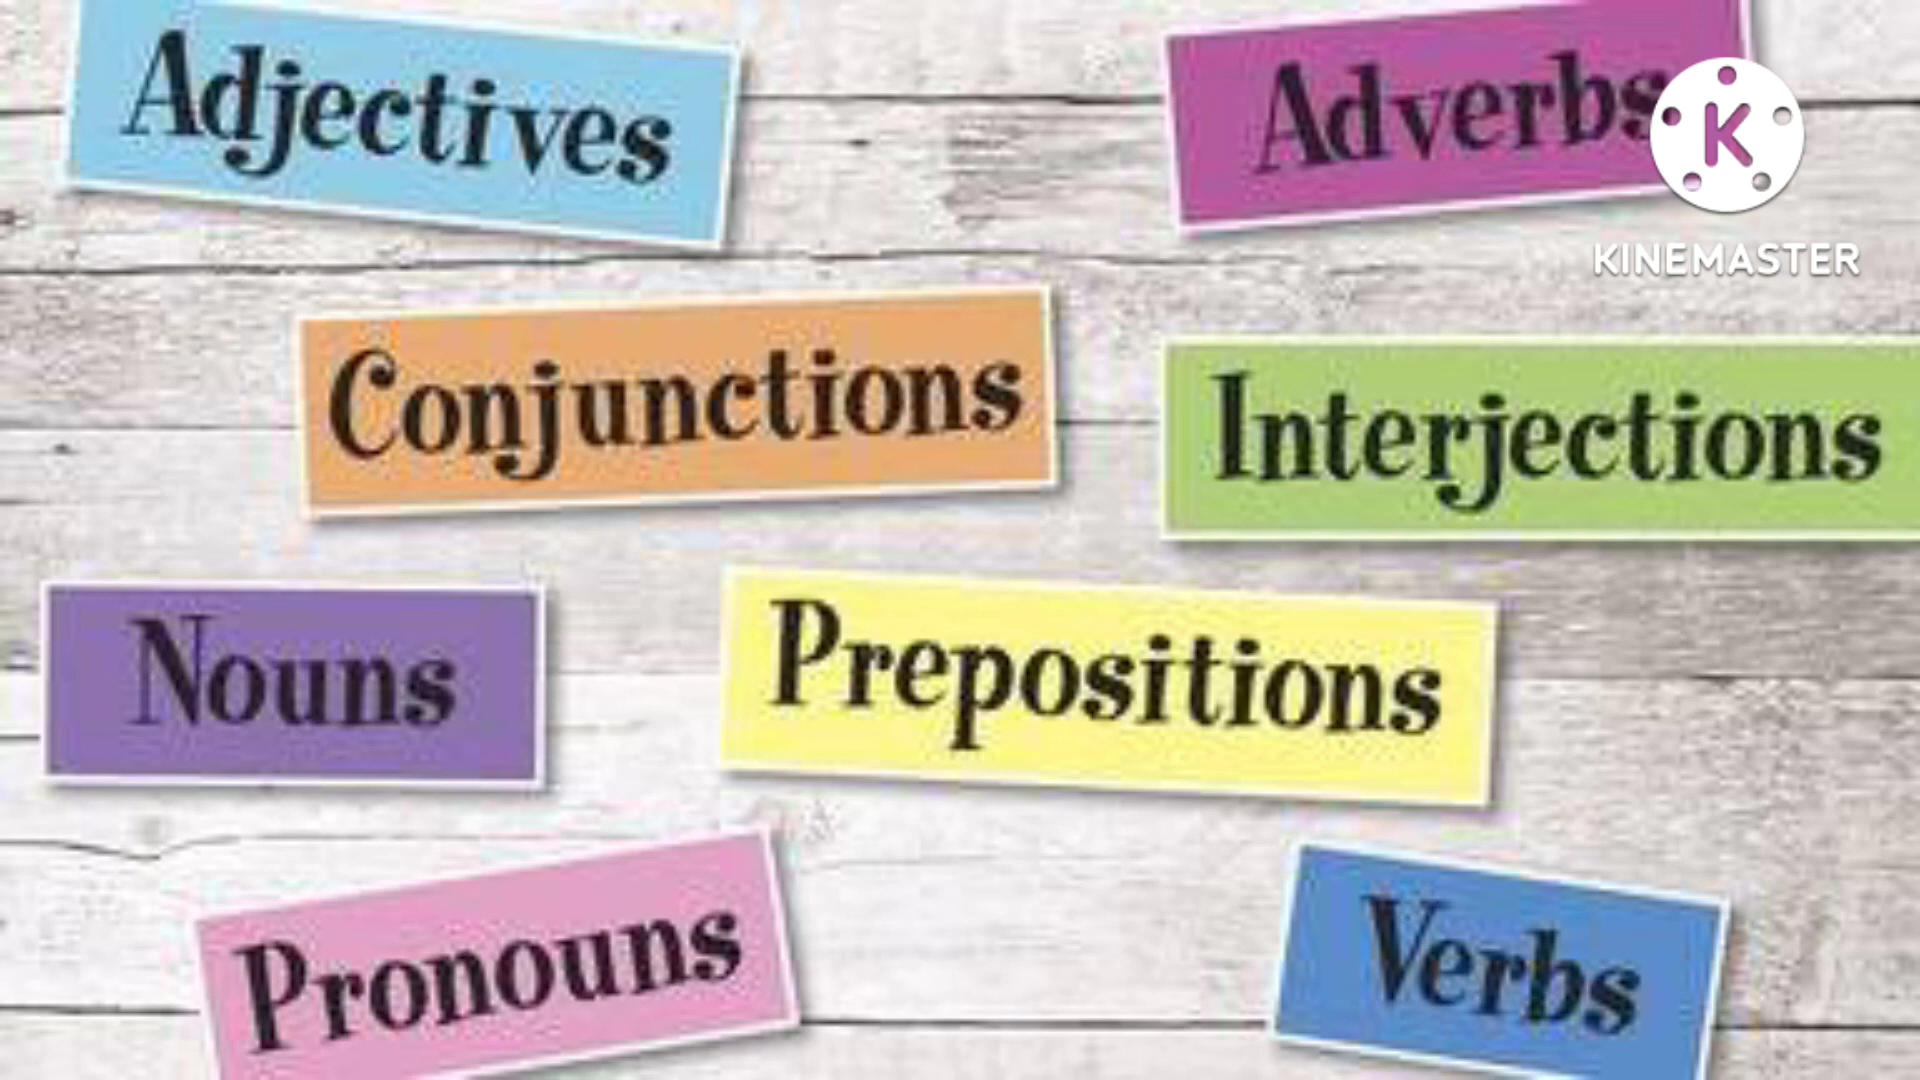 Adjectives
Adverbs
K
KINEMASTER
Conjunctions
Interjections
Nouns
Prepositions
Pronouns
Verbs